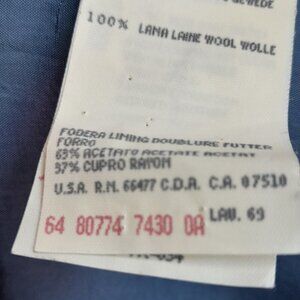 GEWEBE
100% LANA LAINE WOOL WOLLE
FODERA LINING DOUBLURE FUTTER
FORRO
63% ACETATO ACETATE ACETAT
37% CUPRO RAYON
U.S.A. R.N. 66477 C.D.A. C.A. 07510
64 80774 7430 0A LAV. 69